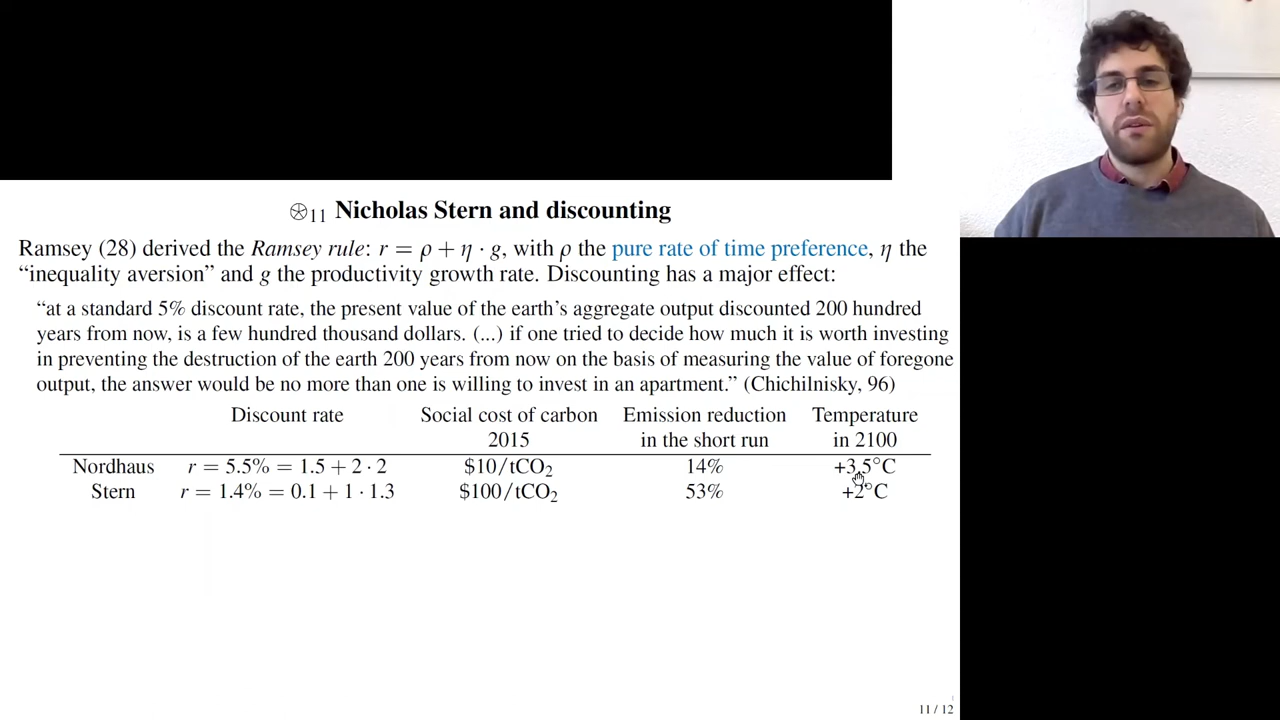 ⊛11 Nicholas Stern and discounting
Ramsey (28) derived the Ramsey rule: r = ρ + η · g, with ρ the pure rate of time preference, η the
“inequality aversion” and g the productivity growth rate. Discounting has a major effect:
“at a standard 5% discount rate, the present value of the earth’s aggregate output discounted 200 hundred
years from now, is a few hundred thousand dollars. (...) if one tried to decide how much it is worth investing
in preventing the destruction of the earth 200 years from now on the basis of measuring the value of foregone
output, the answer would be no more than one is willing to invest in an apartment.” (Chichilnisky, 96)
Discount rate Social cost of carbon Emission reduction Temperature
2015 in the short run in 2100
Nordhaus r = 5.5% = 1.5 + 2 · 2 $10/tCO₂ 14% +3.5°C
Stern r = 1.4% = 0.1 + 1 · 1.3 $100/tCO₂ 53% +2°C
11 / 12